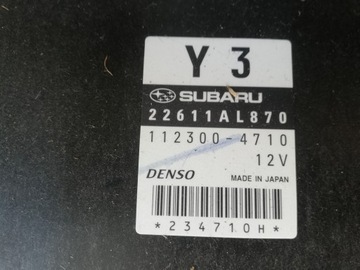 Y 3
SUBARU
22611AL870
112300-4710
12V
DENSO MADE IN JAPAN
*234710H*